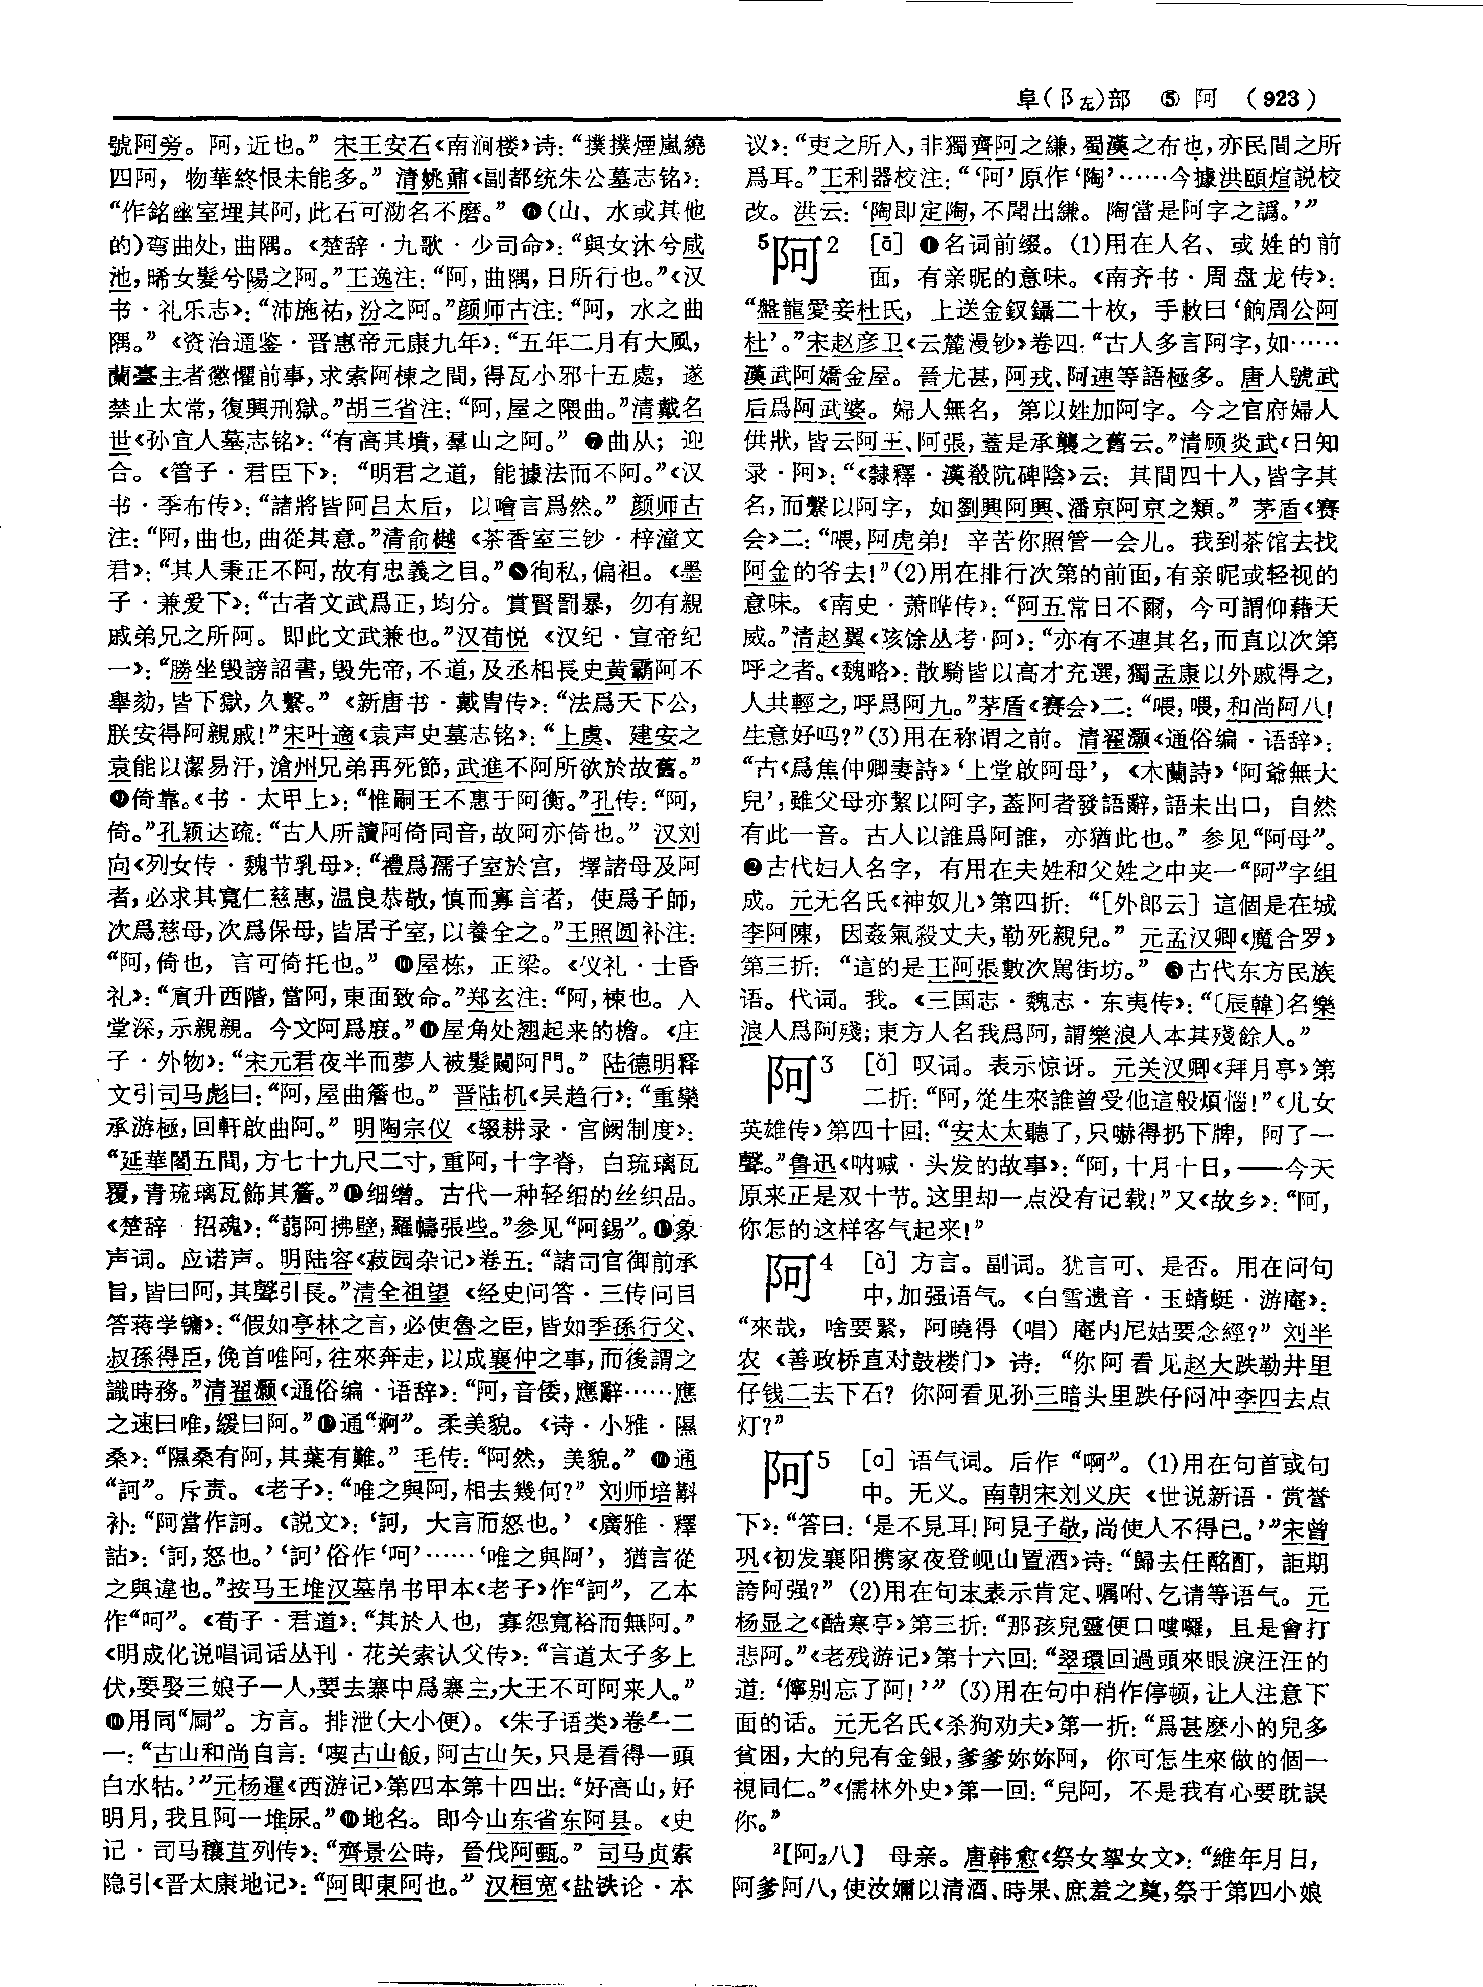 阜(阝左)部 ⑤ 阿 (923)
號阿旁。阿,近也。” 宋王安石《南涧楼》诗:“撲撲煙嵐繞
四阿, 物華終恨未能多。” 清姚鼐《副都统朱公墓志铭》:
“作銘幽室埋其阿,此石可泐名不磨。” ❻(山、水或其他
的)弯曲处,曲隅。《楚辞·九歌·少司命》:“與女沐兮咸
池,晞女髮兮陽之阿。”王逸注:“阿,曲隅,日所行也。”《汉
书·礼乐志》:“沛施祐,汾之阿。”颜师古注:“阿, 水之曲
隅。”《资治通鉴·晋惠帝元康九年》:“五年二月有大風,
蘭臺主者懲懼前事,求索阿棟之間,得瓦小邪十五處, 遂
禁止太常,復興刑獄。”胡三省注:“阿,屋之隈曲。”清戴名
世《孙宜人墓志铭》:“有高其墳,羣山之阿。” ❼曲从; 迎
合。《管子·君臣下》: “明君之道, 能據法而不阿。”《汉
书·季布传》:“諸將皆阿吕太后, 以噲言爲然。” 颜师古
注:“阿,曲也,曲從其意。”清俞樾《茶香室三钞·梓潼文
君》:“其人秉正不阿,故有忠義之目。”❽徇私,偏袒。《墨
子·兼爱下》:“古者文武爲正,均分。賞賢罰暴, 勿有親
戚弟兄之所阿。即此文武兼也。”汉荀悦《汉纪·宣帝纪
一》:“勝坐毁謗詔書,毁先帝,不道,及丞相長史黄霸阿不
舉劾,皆下獄,久繫。”《新唐书·戴胄传》:“法爲天下公,
朕安得阿親戚!”宋叶適《袁声史墓志铭》:“上虞、建安之
袁能以潔易汙,滄州兄弟再死節,武進不阿所欲於故舊。”
❾倚靠。《书·太甲上》:“惟嗣王不惠于阿衡。”孔传:“阿,
倚。”孔颖达疏:“古人所讀阿倚同音,故阿亦倚也。” 汉刘
向《列女传·魏节乳母》:“禮爲孺子室於宫, 擇諸母及阿
者,必求其寬仁慈惠,温良恭敬,慎而寡言者, 使爲子師,
次爲慈母,次爲保母,皆居子室,以養全之。”王照圆补注:
“阿,倚也, 言可倚托也。” ❿屋栋, 正梁。《仪礼·士昏
礼》:“賓升西階,當阿,東面致命。”郑玄注:“阿,棟也。入
堂深,示親親。今文阿爲庪。”⓫屋角处翘起来的檐。《庄
子·外物》:“宋元君夜半而夢人被髮闚阿門。” 陆德明释
文引司马彪曰:“阿,屋曲簷也。” 晋陆机《吴趋行》:“重欒
承游極,回軒啟曲阿。” 明陶宗仪《辍耕录·宫阙制度》:
“延華閣五間,方七十九尺二寸,重阿,十字脊, 白琉璃瓦
覆,青琉璃瓦飾其簷。”⓬细缯。古代一种轻细的丝织品。
《楚辞·招魂》:“蒻阿拂壁,羅幬張些。”参见“阿錫”。⓭象
声词。应诺声。明陆容《菽园杂记》卷五:“諸司官御前承
旨,皆曰阿,其聲引長。”清全祖望《经史问答·三传问目
答蒋学镛》:“假如亭林之言,必使魯之臣,皆如季孫行父、
叔孫得臣,俛首唯阿,往來奔走,以成襄仲之事,而後謂之
識時務。”清翟灏《通俗编·语辞》:“阿,音倭,應辭……應
之速曰唯,緩曰阿。”⓮通“婀”。柔美貌。《诗·小雅·隰
桑》:“隰桑有阿,其葉有難。” 毛传:“阿然, 美貌。” ⓯通
“訶”。斥责。《老子》:“唯之與阿,相去幾何?” 刘师培斠
补:“阿當作訶。《説文》:‘訶, 大言而怒也。’《廣雅·釋
詁》:‘訶,怒也。’‘訶’俗作‘呵’……‘唯之與阿’, 猶言從
之與違也。”按马王堆汉墓帛书甲本《老子》作“訶”, 乙本
作“呵”。《荀子·君道》:“其於人也, 寡怨寬裕而無阿。”
《明成化说唱词话丛刊·花关索认父传》:“言道太子多上
伏,要娶三娘子一人,要去寨中爲寨主,大王不可阿来人。”
⓰用同“屙”。方言。排泄(大小便)。《朱子语类》卷一二
一:“古山和尚自言:‘喫古山飯,阿古山矢,只是看得一頭
白水牯。’”元杨暹《西游记》第四本第十四出:“好高山,好
明月,我且阿一堆尿。”⓱地名。即今山东省东阿县。《史
记·司马穰苴列传》:“齊景公時, 晉伐阿甄。” 司马贞索
隐引《晋太康地记》:“阿即東阿也。” 汉桓宽《盐铁论·本
议》:“吏之所入,非獨齊阿之縑,蜀漢之布也,亦民間之所
爲耳。”王利器校注:“‘阿’原作‘陶’……今據洪頤煊説校
改。洪云:‘陶即定陶,不聞出縑。陶當是阿字之譌。’”
⁵阿² [ā] ❶名词前缀。(1)用在人名、或姓的前
面, 有亲昵的意味。《南齐书·周盘龙传》:
“盤龍愛妾杜氏, 上送金釵鑷二十枚, 手敕曰‘餉周公阿
杜’。”宋赵彦卫《云麓漫钞》卷四:“古人多言阿字,如……
漢武阿嬌金屋。晉尤甚,阿戎、阿連等語極多。唐人號武
后爲阿武婆。婦人無名, 第以姓加阿字。今之官府婦人
供狀,皆云阿王、阿張,蓋是承襲之舊云。”清顾炎武《日知
录·阿》:“《隸釋·漢殽阬碑陰》云: 其間四十人,皆字其
名,而繫以阿字, 如劉興阿興、潘京阿京之類。” 茅盾《赛
会》二:“喂,阿虎弟! 辛苦你照管一会儿。我到茶馆去找
阿金的爷去!”(2)用在排行次第的前面,有亲昵或轻视的
意味。《南史·萧晔传》:“阿五常日不爾, 今可謂仰藉天
威。”清赵翼《陔馀丛考·阿》:“亦有不連其名,而直以次第
呼之者。《魏略》:散騎皆以高才充選,獨孟康以外戚得之,
人共輕之,呼爲阿九。”茅盾《赛会》二:“喂,喂,和尚阿八!
生意好吗?”(3)用在称谓之前。清翟灏《通俗编·语辞》:
“古《爲焦仲卿妻詩》‘上堂啟阿母’, 《木蘭詩》‘阿爺無大
兒’;雖父母亦繫以阿字,蓋阿者發語辭,語未出口, 自然
有此一音。古人以誰爲阿誰, 亦猶此也。” 参见“阿母”。
❷古代妇人名字, 有用在夫姓和父姓之中夹一“阿”字组
成。元无名氏《神奴儿》第四折: “[外郎云] 這個是在城
李阿陳, 因姦氣殺丈夫,勒死親兒。” 元孟汉卿《魔合罗》
第三折: “這的是王阿張數次駡街坊。” ❸古代东方民族
语。代词。我。《三国志·魏志·东夷传》:“〔辰韓〕名樂
浪人爲阿殘;東方人名我爲阿,謂樂浪人本其殘餘人。”
阿³ [ǎ] 叹词。表示惊讶。元关汉卿《拜月亭》第
二折:“阿,從生來誰曾受他這般煩惱!”《儿女
英雄传》第四十回:“安太太聽了,只嚇得扔下牌, 阿了一
聲。”鲁迅《呐喊·头发的故事》:“阿,十月十日,——今天
原来正是双十节。这里却一点没有记载!”又《故乡》:“阿,
你怎的这样客气起来!”
阿⁴ [à] 方言。副词。犹言可、是否。用在问句
中,加强语气。《白雪遗音·玉蜻蜓·游庵》:
“來哉, 啥要緊, 阿曉得(唱)庵内尼姑要念經?” 刘半
农《善政桥直对鼓楼门》诗: “你阿看见赵大跌勒井里
仔钱二去下石? 你阿看见孙三暗头里跌仔闷冲李四去点
灯?”
阿⁵ [ɑ] 语气词。后作“啊”。(1)用在句首或句
中。无义。南朝宋刘义庆《世说新语·赏誉
下》:“答曰:‘是不見耳!阿見子敬,尚使人不得已。’”宋曾
巩《初发襄阳携家夜登岘山置酒》诗:“歸去任酩酊, 詎期
誇阿强?” (2)用在句末表示肯定、嘱咐、乞请等语气。元
杨显之《酷寒亭》第三折:“那孩兒靈便口嘍囉, 且是會打
悲阿。”《老残游记》第十六回:“翠環回過頭來眼淚汪汪的
道:‘俾别忘了阿!’” (3)用在句中稍作停顿,让人注意下
面的话。元无名氏《杀狗劝夫》第一折:“爲甚麽小的兒多
貧困,大的兒有金銀,爹爹妳妳阿, 你可怎生來做的個一
視同仁。”《儒林外史》第一回:“兒阿, 不是我有心要耽誤
你。”
²【阿₂八】 母亲。唐韩愈《祭女挐女文》:“維年月日,
阿爹阿八,使汝嬭以清酒、時果、庶羞之奠,祭于第四小娘